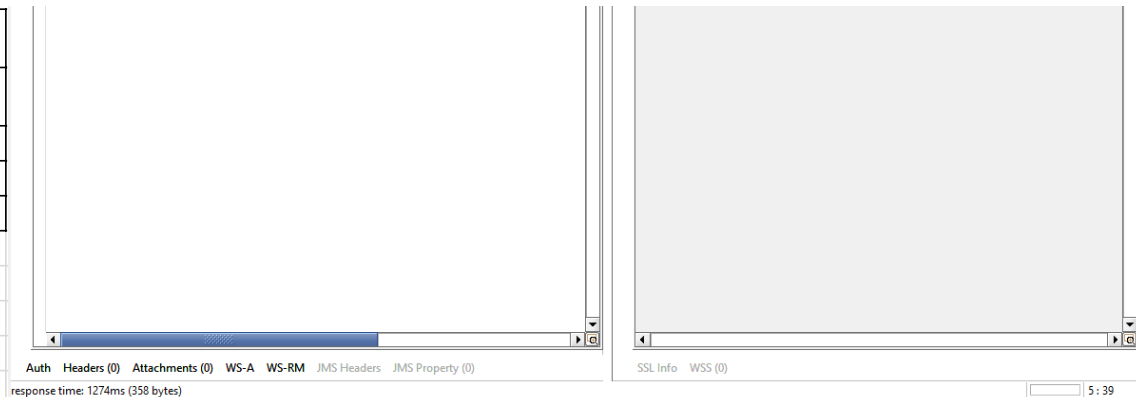 Auth Headers (0) Attachments (0) WS-A WS-RM JMS Headers JMS Property (0) SSL Info WSS (0)
response time: 1274ms (358 bytes) 5 : 39